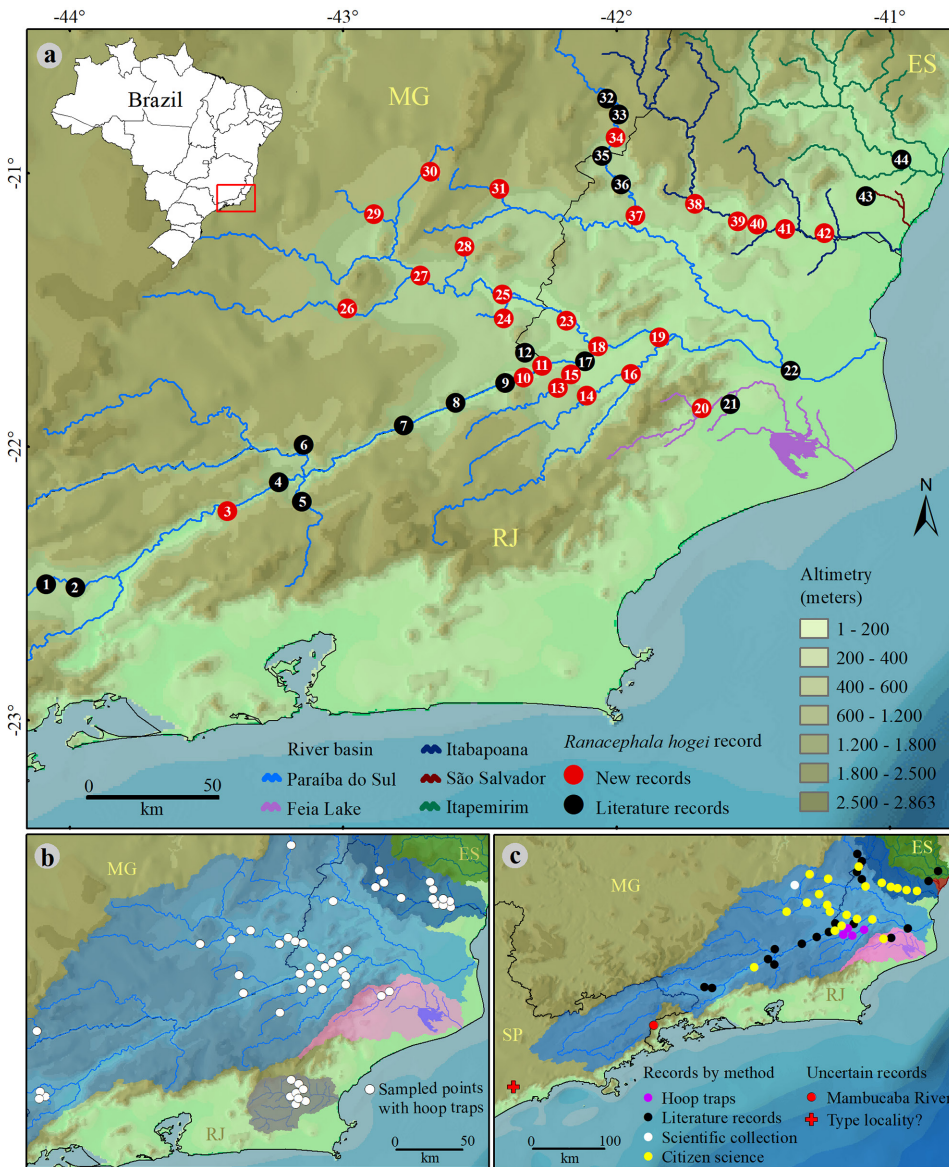 -44°
-43°
-42°
-41°
a
Brazil
MG
ES
-21°
-22°
-23°
32
33
34
35
36
44
43
30
31
29
37
38
39
40
41
42
28
27
26
25
24
23
18
19
12
11
17
10
15
16
9
13
14
22
20
21
8
7
6
4
5
3
1
2
RJ
N
Altimetry
(meters)
1 - 200
200 - 400
400 - 600
600 - 1.200
1.200 - 1.800
1.800 - 2.500
2.500 - 2.863
River basin
Paraíba do Sul
Feia Lake
Itabapoana
São Salvador
Itapemirim
Ranacephala hogei record
New records
Literature records
0 50
km
b
MG
ES
RJ
Sampled points
with hoop traps
0 50
km
c
MG
ES
RJ
SP
Records by method
Hoop traps
Literature records
Scientific collection
Citizen science
Uncertain records
Mambucaba River
Type locality?
0 100
km